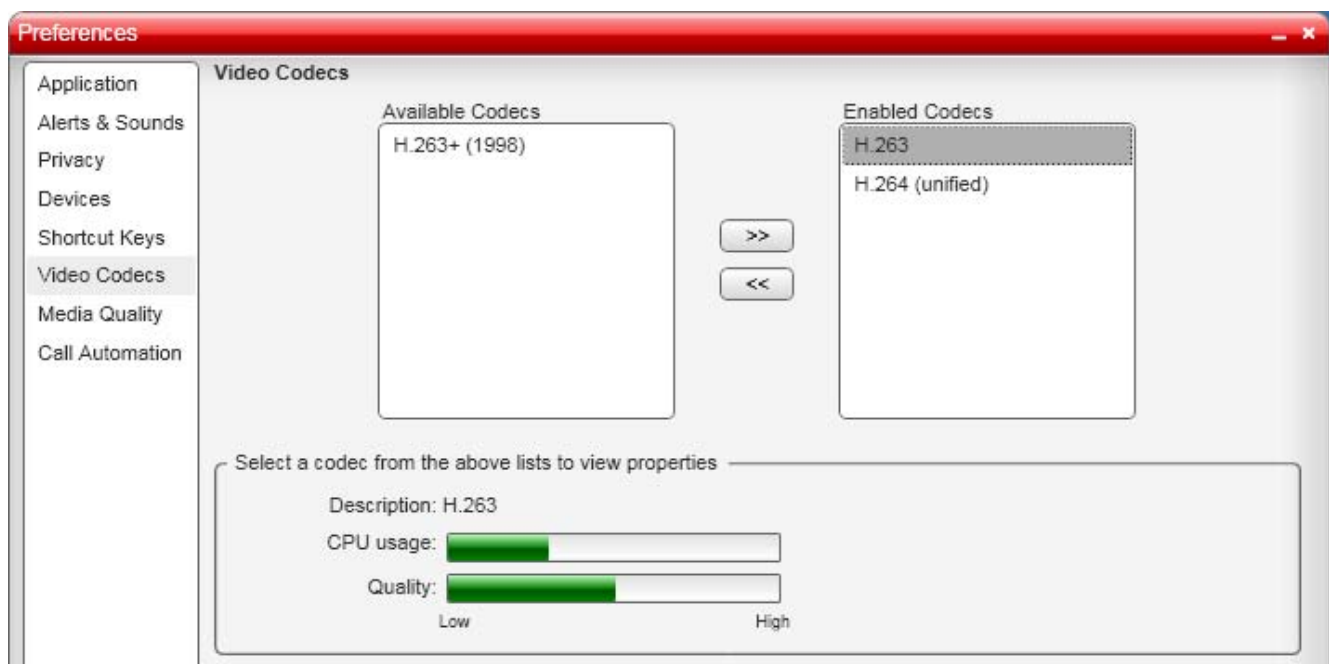 Preferences
Application
Alerts & Sounds
Privacy
Devices
Shortcut Keys
Video Codecs
Media Quality
Call Automation
Video Codecs
Available Codecs
H.263+ (1998)
>>
<<
Enabled Codecs
H.263
H.264 (unified)
Select a codec from the above lists to view properties
Description: H.263
CPU usage:
Quality:
Low High